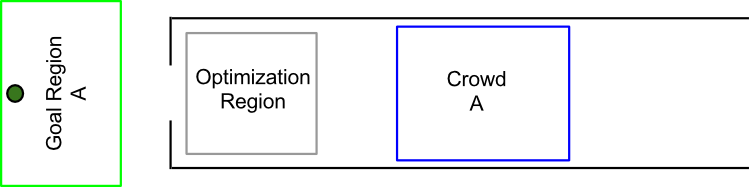 Goal Region
A
Optimization
Region
Crowd
A